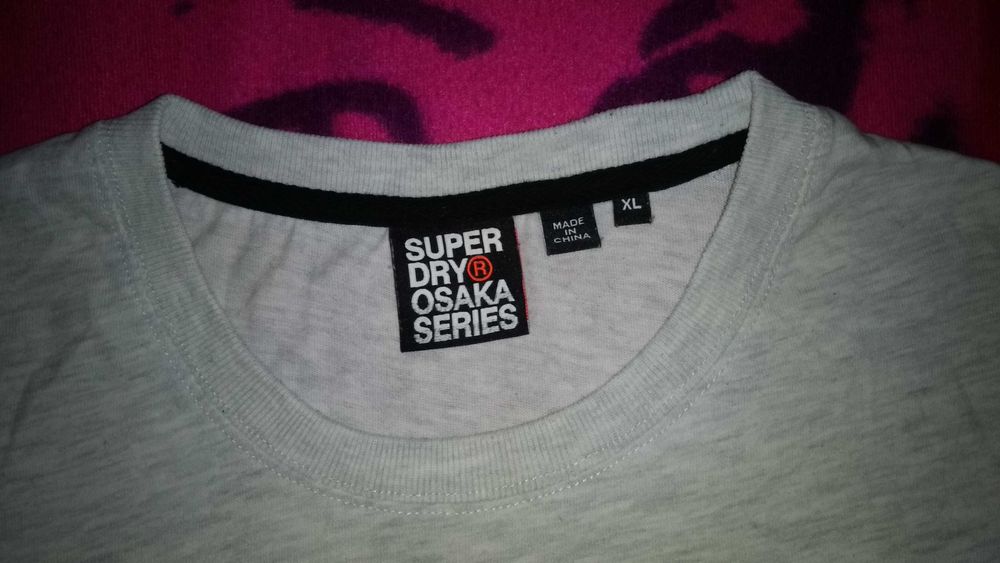 SUPER
DRY®
OSAKA
SERIES
MADE
IN
CHINA
XL